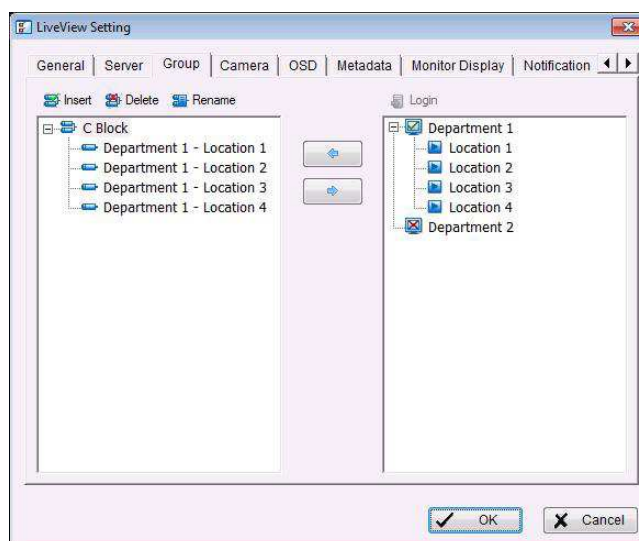 LiveView Setting
General Server Group Camera OSD Metadata Monitor Display Notification
Insert Delete Rename
Login
C Block
Department 1 - Location 1
Department 1 - Location 2
Department 1 - Location 3
Department 1 - Location 4
Department 1
Location 1
Location 2
Location 3
Location 4
Department 2
OK Cancel